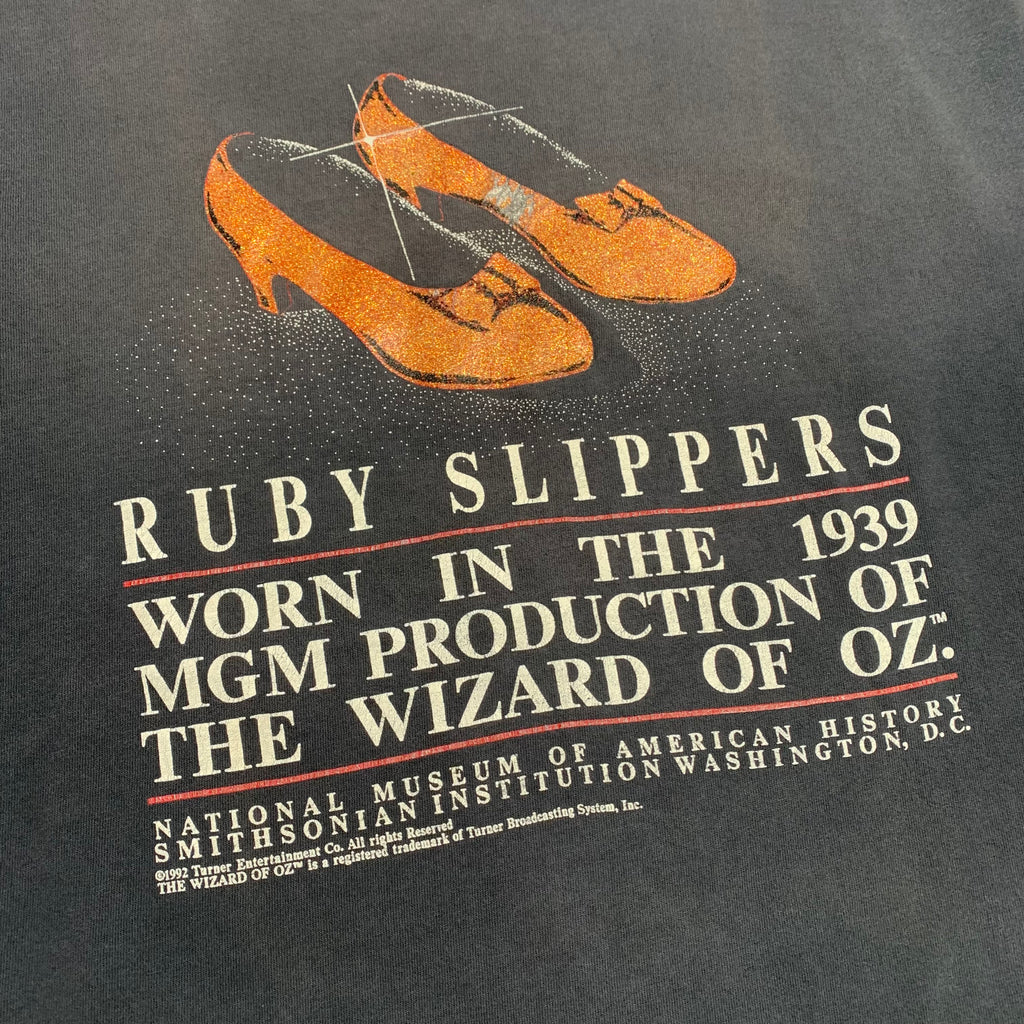 RUBY SLIPPERS
WORN IN THE 1939
MGM PRODUCTION OF
THE WIZARD OF OZ.™
NATIONAL MUSEUM OF AMERICAN HISTORY
SMITHSONIAN INSTITUTION WASHINGTON, D.C.
©1992 Turner Entertainment Co. All rights Reserved
THE WIZARD OF OZ™ is a registered trademark of Turner Broadcasting System, Inc.